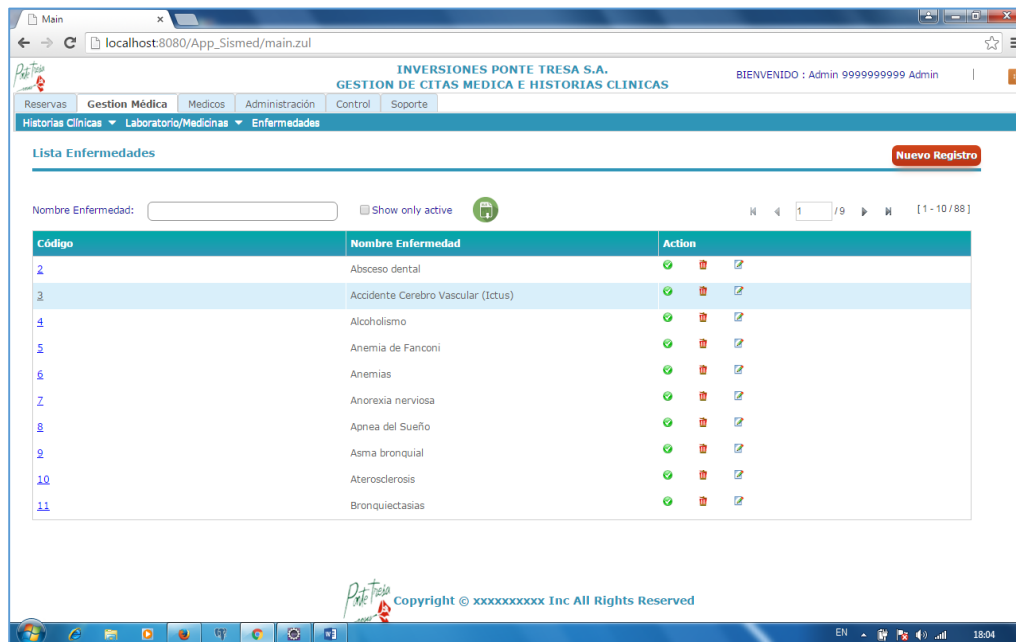 Main
localhost:8080/App_Sismed/main.zul
Ponte Tresa
INVERSIONES PONTE TRESA S.A.
GESTION DE CITAS MEDICA E HISTORIAS CLINICAS
BIENVENIDO : Admin 9999999999 Admin
Reservas Gestion Médica Medicos Administración Control Soporte
Historias Clínicas Laboratorio/Medicinas Enfermedades
Lista Enfermedades
Nuevo Registro
Nombre Enfermedad: Show only active 1 /9 [ 1 - 10 / 88 ]
Código Nombre Enfermedad Action
2 Absceso dental
3 Accidente Cerebro Vascular (Ictus)
4 Alcoholismo
5 Anemia de Fanconi
6 Anemias
7 Anorexia nerviosa
8 Apnea del Sueño
9 Asma bronquial
10 Aterosclerosis
11 Bronquiectasias
Ponte Tresa
Copyright © xxxxxxxxxx Inc All Rights Reserved
EN 18:04